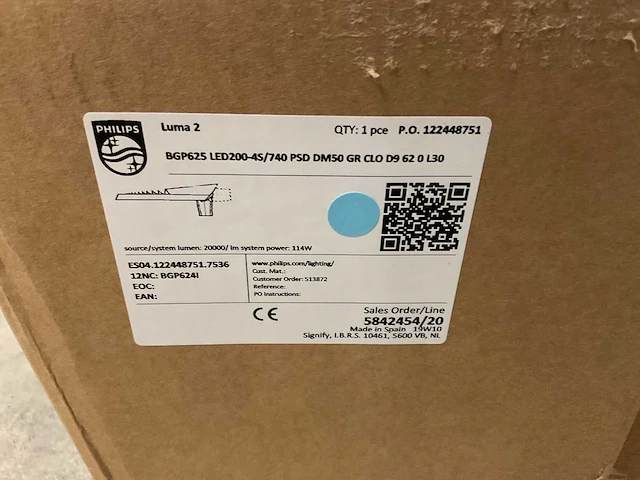 PHILIPS
Luma 2
QTY: 1 pce P.O. 122448751
BGP625 LED200-4S/740 PSD DM50 GR CLO D9 62 0 L30
source/system lumen: 20000/ lm system power: 114W
ES04.122448751.7536
12NC: BGP624I
EOC:
EAN:
www.philips.com/lighting/
Cust. Mat.:
Customer Order: 513872
Reference:
PO Instructions:
CE
Sales Order/Line
5842454/20
Made in Spain 19W10
Signify, I.B.R.S. 10461, 5600 VB, NL